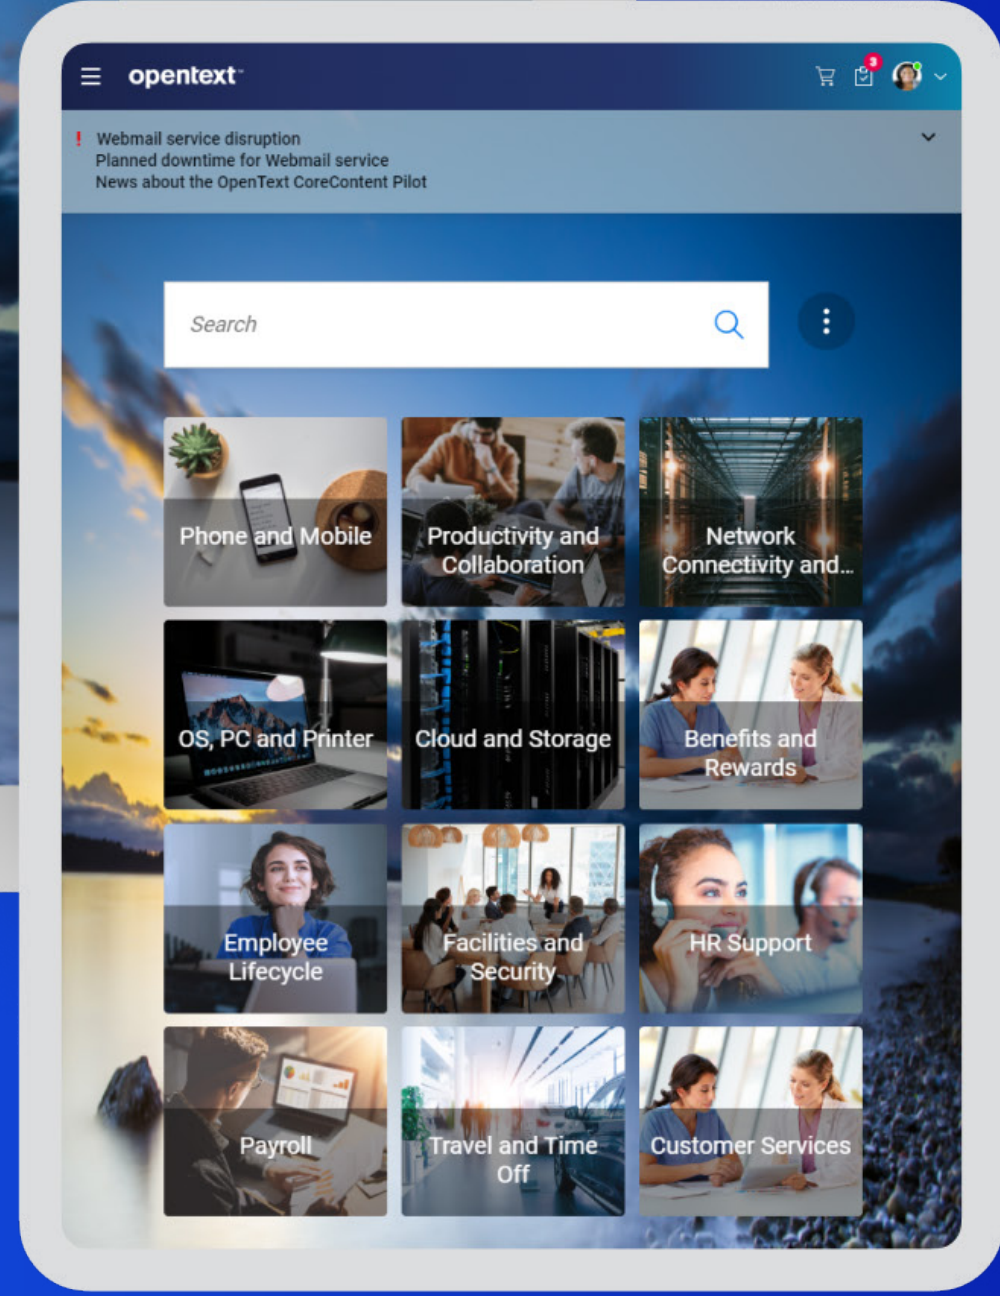 opentext™
3
! Webmail service disruption
Planned downtime for Webmail service
News about the OpenText CoreContent Pilot
Search
Phone and Mobile
Productivity and
Collaboration
Network
Connectivity and...
OS, PC and Printer
Cloud and Storage
Benefits and
Rewards
Employee
Lifecycle
Facilities and
Security
HR Support
Payroll
Travel and Time
Off
Customer Services